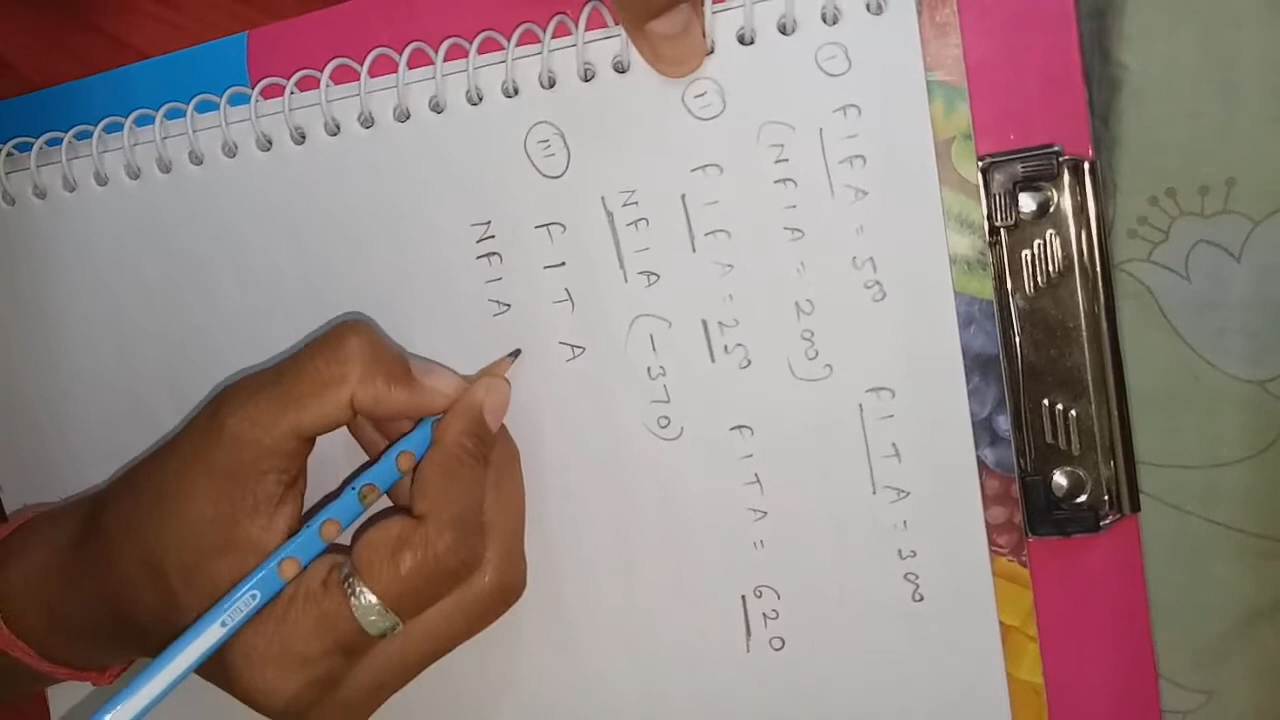 (I) FIFA = 500 FITA = 300
(NFIA = 200)
(II) FIFA = 250 FITA = 620
NFIA (-370)
(III) FITA
NFIA